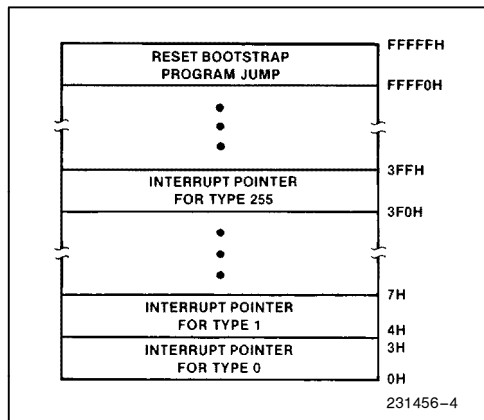 FFFFFH
RESET BOOTSTRAP
PROGRAM JUMP
FFFF0H
3FFH
INTERRUPT POINTER
FOR TYPE 255
3F0H
7H
INTERRUPT POINTER
FOR TYPE 1
4H
3H
INTERRUPT POINTER
FOR TYPE 0
0H
231456–4